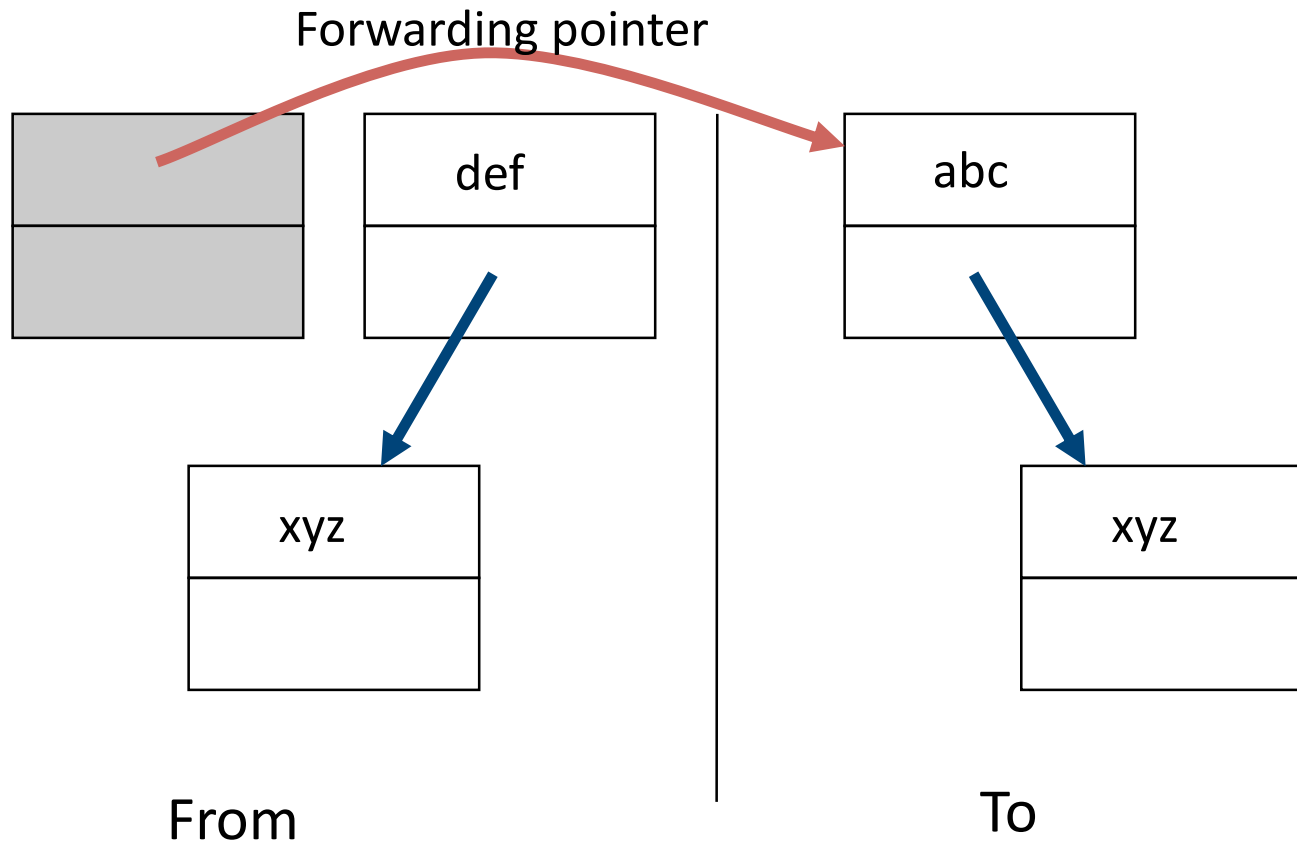 Forwarding pointer
def
abc
xyz
xyz
From
To